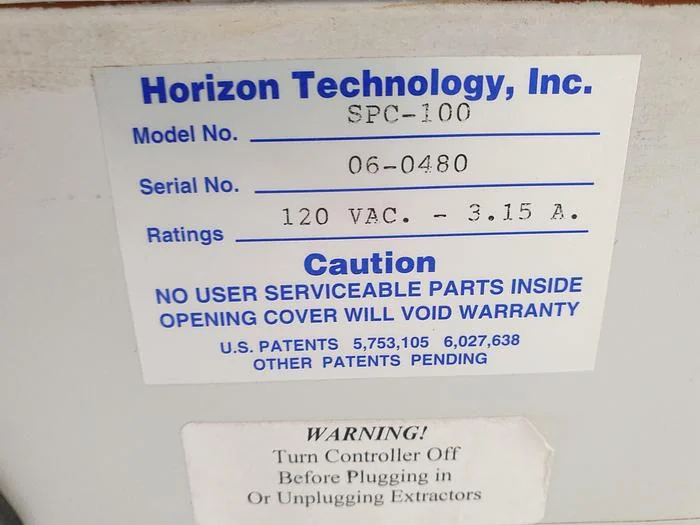 Horizon Technology, Inc.
Model No. SPC-100
Serial No. 06-0480
Ratings 120 VAC. - 3.15 A.
Caution
NO USER SERVICEABLE PARTS INSIDE
OPENING COVER WILL VOID WARRANTY
U.S. PATENTS 5,753,105 6,027,638
OTHER PATENTS PENDING
WARNING!
Turn Controller Off
Before Plugging in
Or Unplugging Extractors